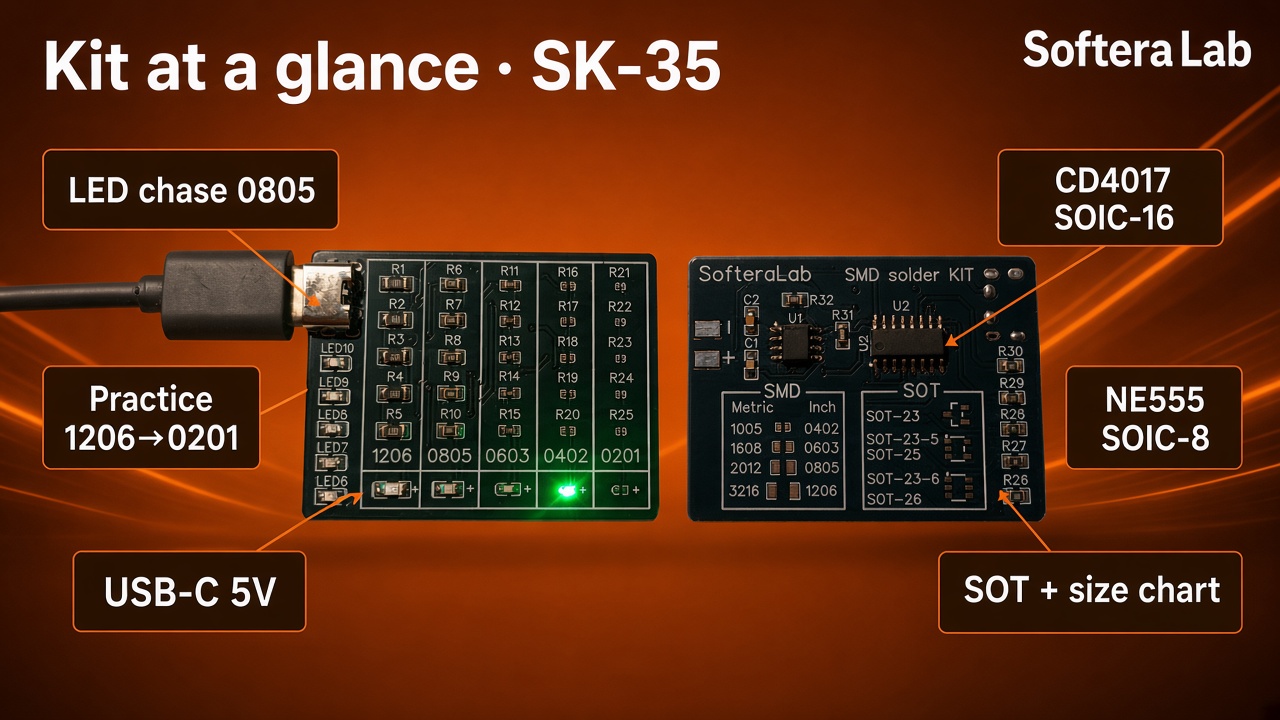 Kit at a glance · SK-35
Softera Lab
LED chase 0805
CD4017
SOIC-16
Practice
1206→0201
NE555
SOIC-8
USB-C 5V
SOT + size chart
R1 R6 R11 R16 R21
R2 R7 R12 R17 R22
R3 R8 R13 R18 R23
R4 R9 R14 R19 R24
R5 R10 R15 R20 R25
1206 0805 0603 0402 0201
+ + + + +
LED10
LED9
LED8
LED7
LED6
SofteraLab SMD solder KIT
C2 R32
U1 R31 U2
C1 U2
− +
SMD
Metric Inch
1005 0402
1608 0603
2012 0805
3216 1206
SOT
SOT-23
SOT-23-5
SOT-25
SOT-23-6
SOT-26
R30
R29
R28
R27
R26